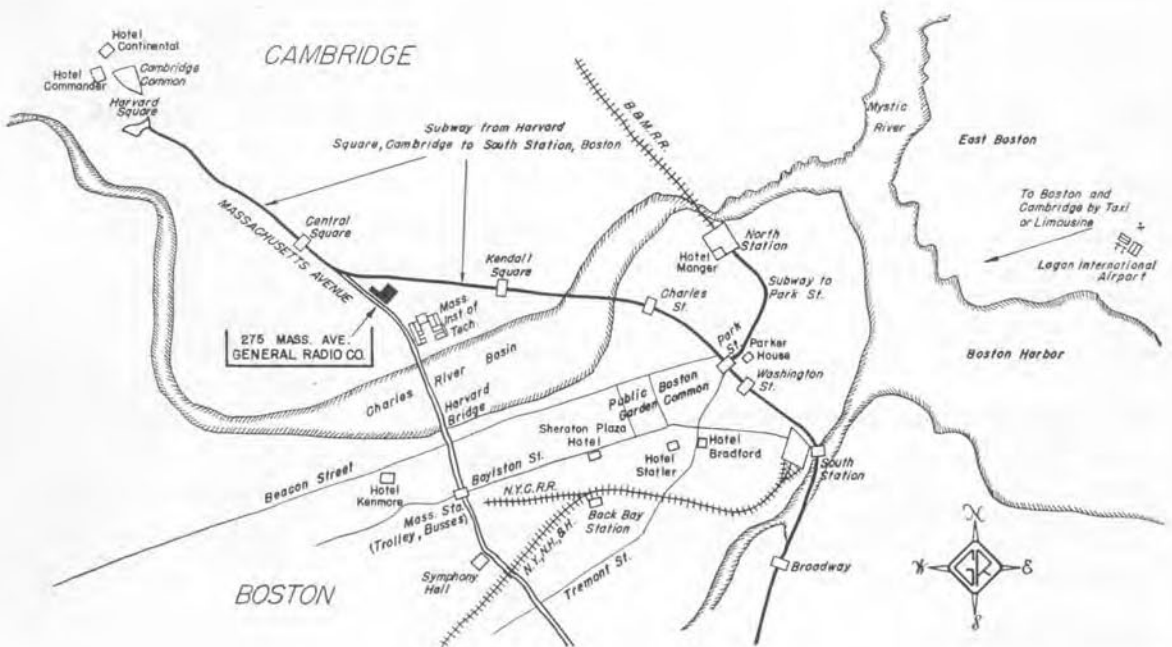 Hotel
Continental
CAMBRIDGE
Hotel
Commander
Cambridge
Common
Harvard
Square
Subway from Harvard
Square, Cambridge to South Station, Boston
B.&M.R.R.
Mystic
River
East Boston
To Boston and
Cambridge by Taxi
or Limousine
Logan International
Airport
MASSACHUSETTS AVENUE
Central
Square
Kendall
Square
North
Station
Hotel
Manger
Subway to
Park St.
Charles
St.
Mass.
Inst of
Tech.
275 MASS. AVE.
GENERAL RADIO CO.
Park
St.
Parker
House
Washington
St.
Boston Harbor
Charles River Basin
Harvard
Bridge
Public
Garden
Boston
Common
Sheraton Plaza
Hotel
Boylston St.
Hotel
Statler
Hotel
Bradford
South
Station
Beacon Street
Hotel
Kenmore
Mass. Sta.
(Trolley, Busses)
N.Y.C.R.R.
Back Bay
Station
N.Y., N.H., & H.
Tremont St.
Symphony
Hall
Broadway
BOSTON
N
W
E
S
GR